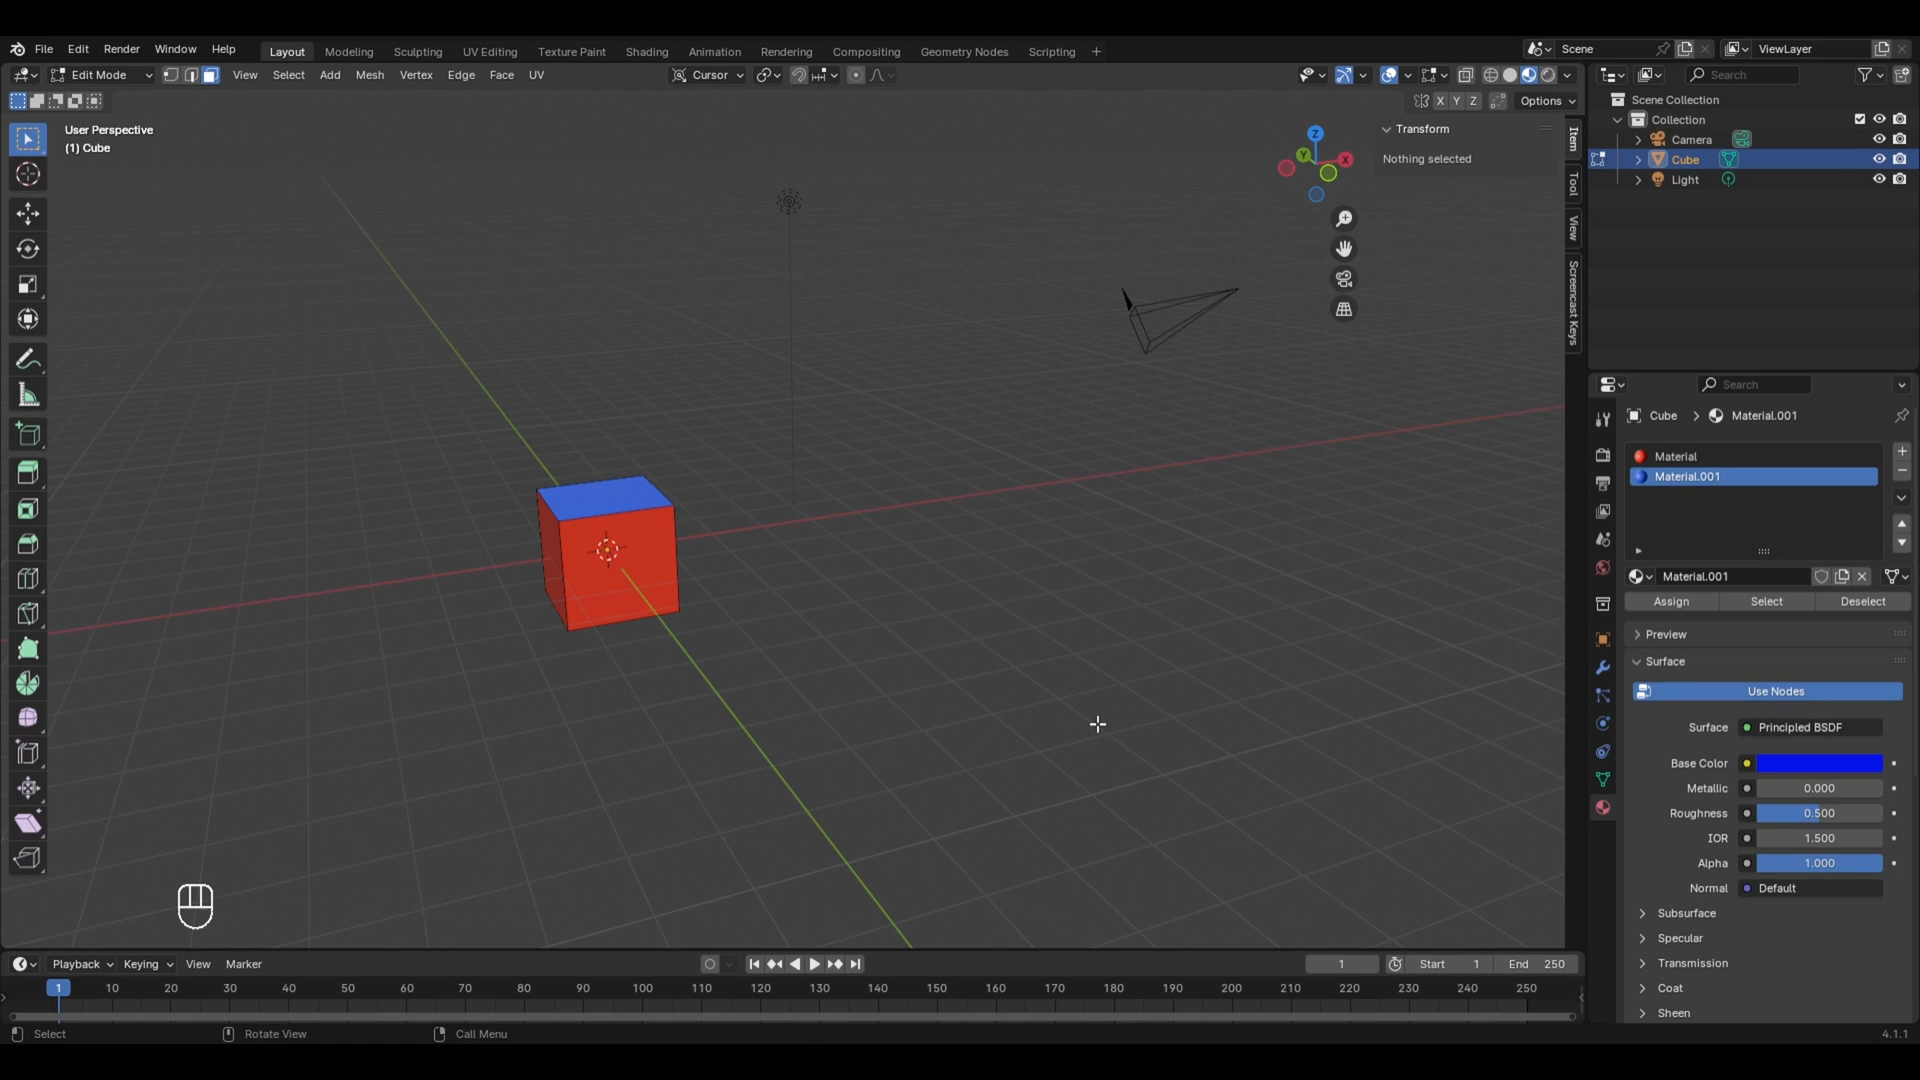 File Edit Render Window Help Layout Modeling Sculpting UV Editing Texture Paint Shading Animation Rendering Compositing Geometry Nodes Scripting + Scene ViewLayer
Edit Mode View Select Add Mesh Vertex Edge Face UV Cursor Search
X Y Z Options
User Perspective
(1) Cube
Z
Y X
Transform
Nothing selected
Item
Tool
View
Screencast Keys
Scene Collection
Collection
Camera
Cube
Light
Search
Cube > Material.001
Material
Material.001
Material.001
Assign Select Deselect
Preview
Surface
Use Nodes
Surface Principled BSDF
Base Color
Metallic 0.000
Roughness 0.500
IOR 1.500
Alpha 1.000
Normal Default
Subsurface
Specular
Transmission
Coat
Sheen
Playback Keying View Marker 1 Start 1 End 250
1 10 20 30 40 50 60 70 80 90 100 110 120 130 140 150 160 170 180 190 200 210 220 230 240 250
Select Rotate View Call Menu 4.1.1